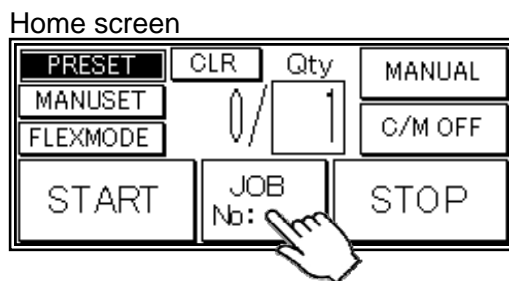 Home screen
PRESET CLR Qty MANUAL
MANUSET
0/ 1
FLEXMODE C/M OFF
START JOB No: STOP